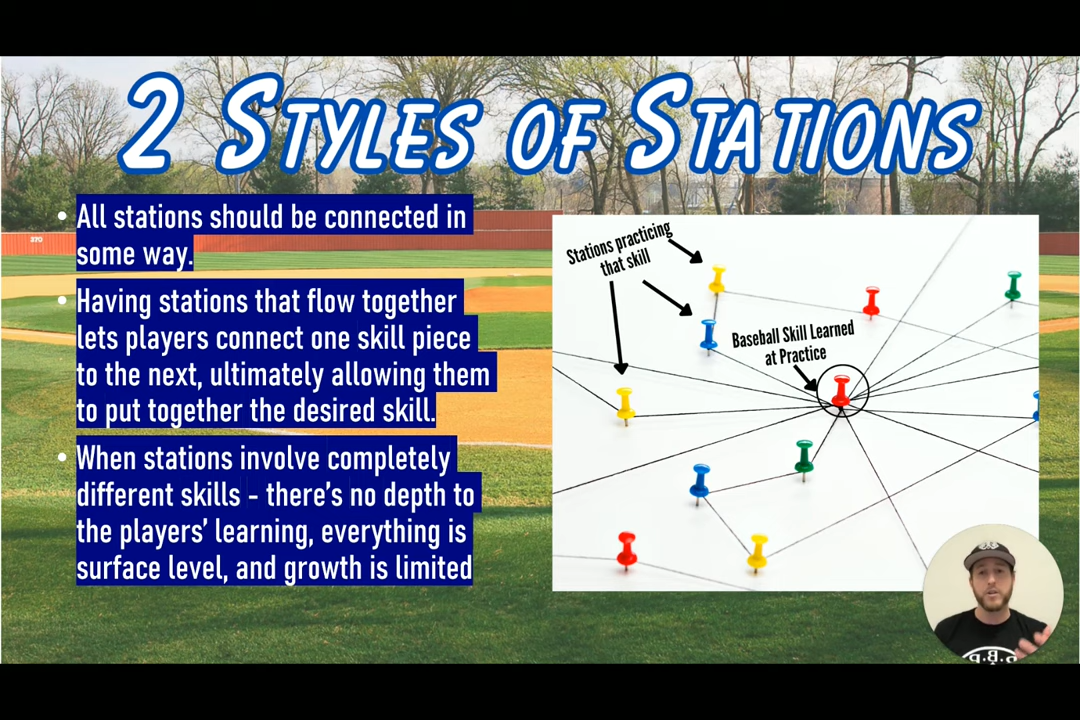 2 STYLES OF STATIONS
• All stations should be connected in
some way.
• Having stations that flow together
lets players connect one skill piece
to the next, ultimately allowing them
to put together the desired skill.
• When stations involve completely
different skills - there's no depth to
the players' learning, everything is
surface level, and growth is limited
Stations practicing
that skill
Baseball Skill Learned
at Practice
370